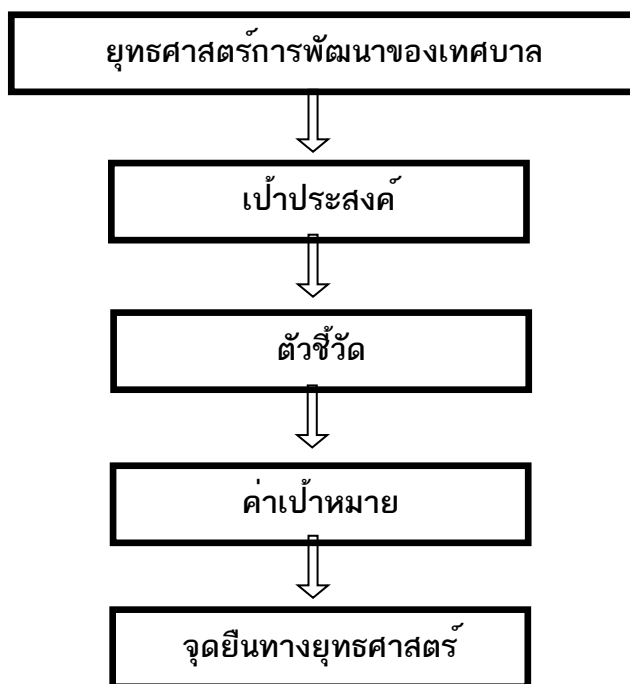 ยุทธศาสตร์การพัฒนาของเทศบาล
เป้าประสงค์
ตัวชี้วัด
ค่าเป้าหมาย
จุดยืนทางยุทธศาสตร์